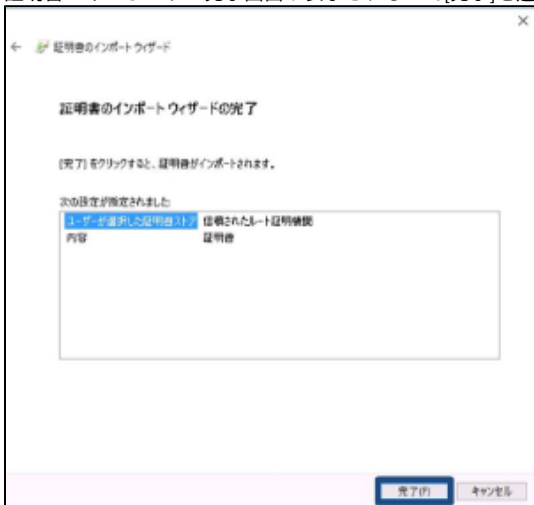 ← 証明書のインポート ウィザード
証明書のインポート ウィザードの完了
[完了] をクリックすると、証明書がインポートされます。
次の設定が指定されました:
ユーザーが選択した証明書ストア 信頼されたルート証明機関
内容 証明書
完了(F) キャンセル